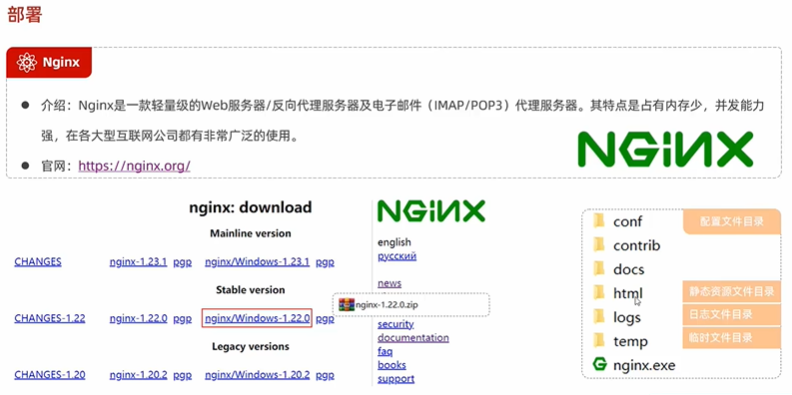 部署
Nginx
● 介绍：Nginx是一款轻量级的Web服务器/反向代理服务器及电子邮件（IMAP/POP3）代理服务器。其特点是占有内存少，并发能力
强，在各大型互联网公司都有非常广泛的使用。
● 官网：https://nginx.org/
NGINX
nginx: download
Mainline version
CHANGES nginx-1.23.1 pgp nginx/Windows-1.23.1 pgp
Stable version
CHANGES-1.22 nginx-1.22.0 pgp nginx/Windows-1.22.0 pgp
Legacy versions
CHANGES-1.20 nginx-1.20.2 pgp nginx/Windows-1.20.2 pgp
NGINX
english
русский
news
nginx-1.22.0.zip
security
documentation
faq
books
support
conf 配置文件目录
contrib
docs
html 静态资源文件目录
logs 日志文件目录
temp 临时文件目录
nginx.exe